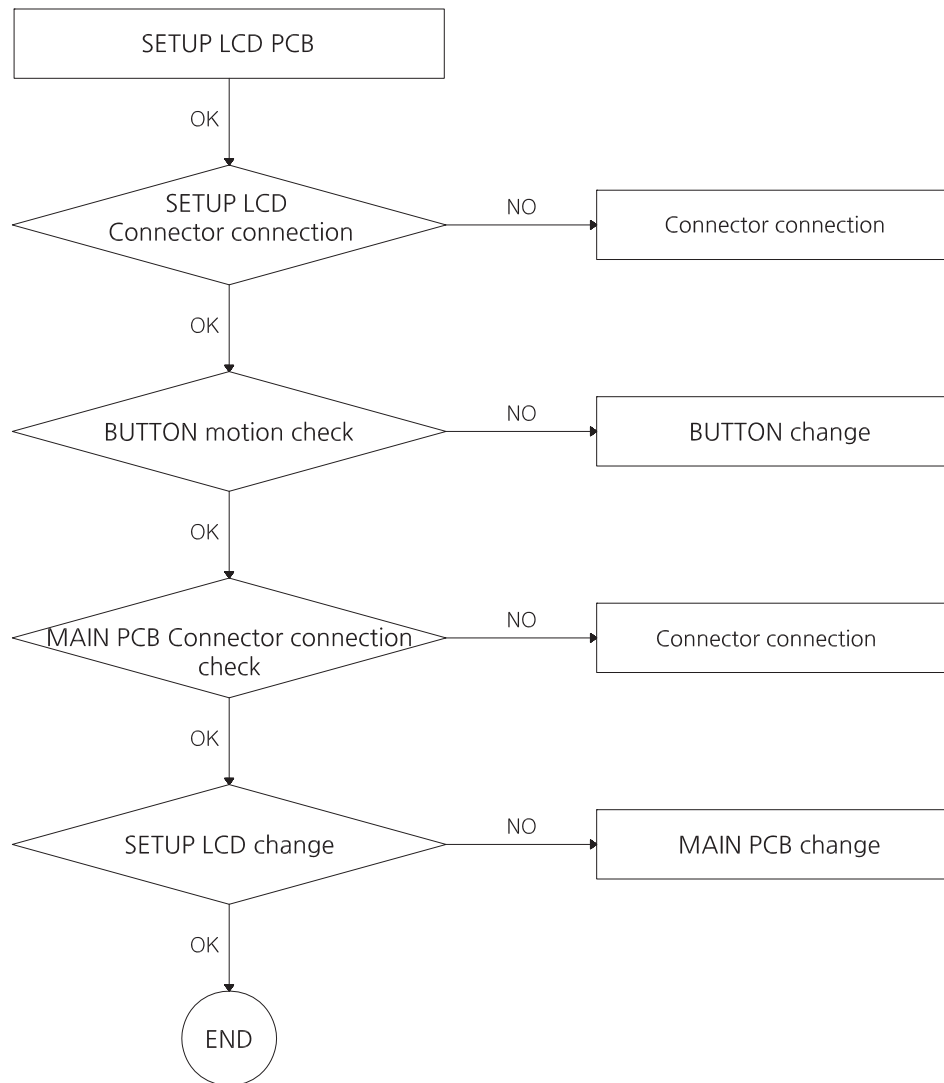 SETUP LCD PCB
OK
SETUP LCD
Connector connection
NO
Connector connection
OK
BUTTON motion check
NO
BUTTON change
OK
MAIN PCB Connector connection
check
NO
Connector connection
OK
SETUP LCD change
NO
MAIN PCB change
OK
END